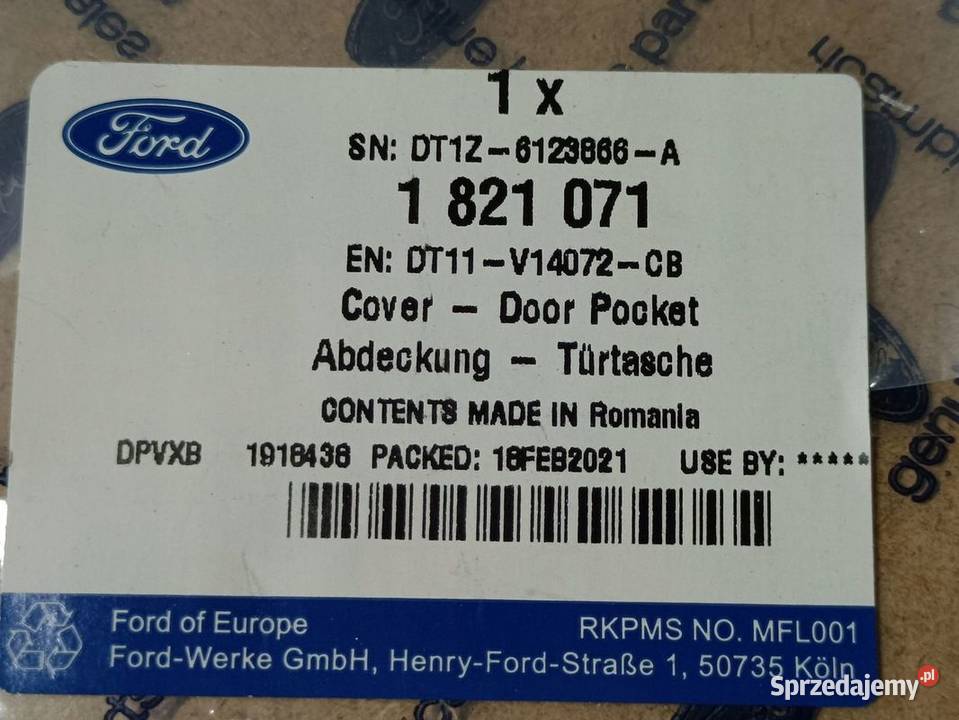 Ford
1 x
SN: DT1Z-6123866-A
1 821 071
EN: DT11-V14072-CB
Cover - Door Pocket
Abdeckung - Türtasche
CONTENTS MADE IN Romania
DPVXB 1918438 PACKED: 18FEB2021 USE BY: *****
Ford of Europe
RKPMS NO. MFL001
Ford-Werke GmbH, Henry-Ford-Straße 1, 50735 Köln
Sprzedajemy.pl